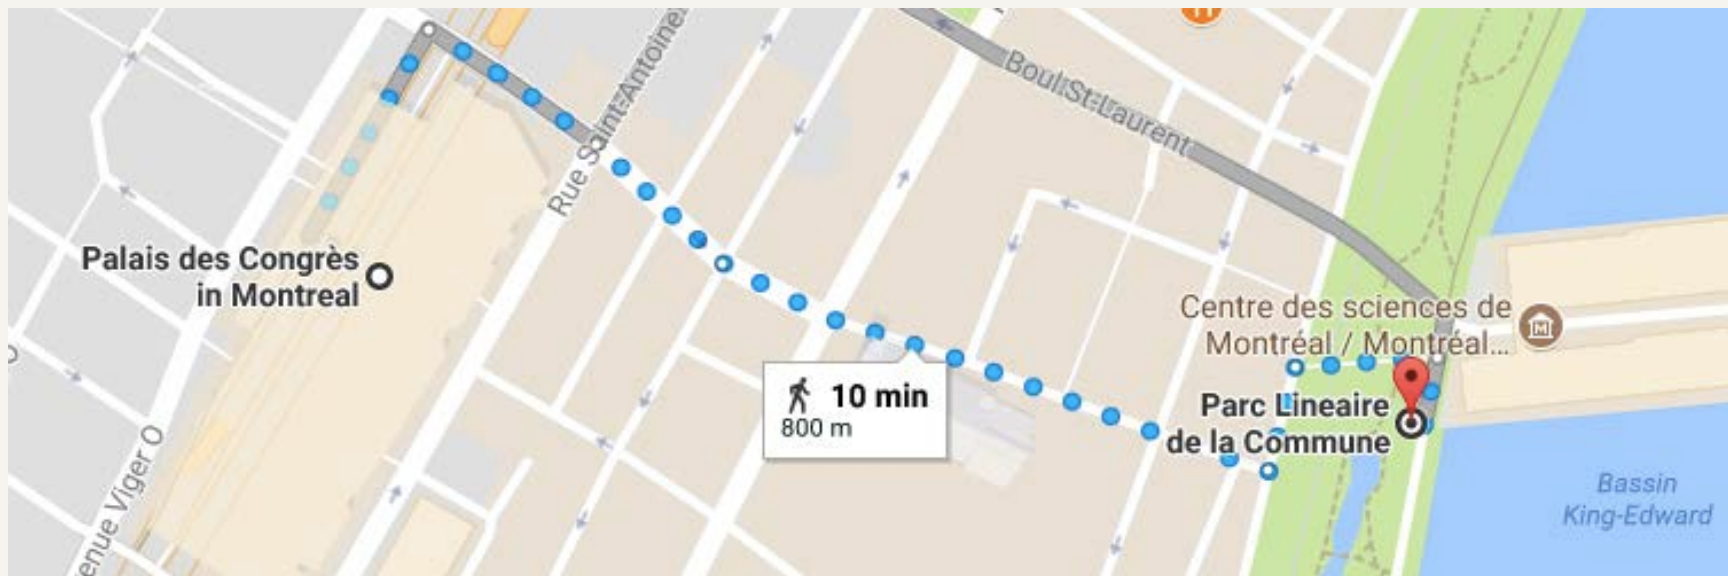 Boul St-Laurent
Rue Saint-Antoine
Palais des Congrès
in Montreal
Centre des sciences de
Montréal / Montréal...
10 min
800 m
Parc Lineaire
de la Commune
enue Viger O
Bassin
King-Edward